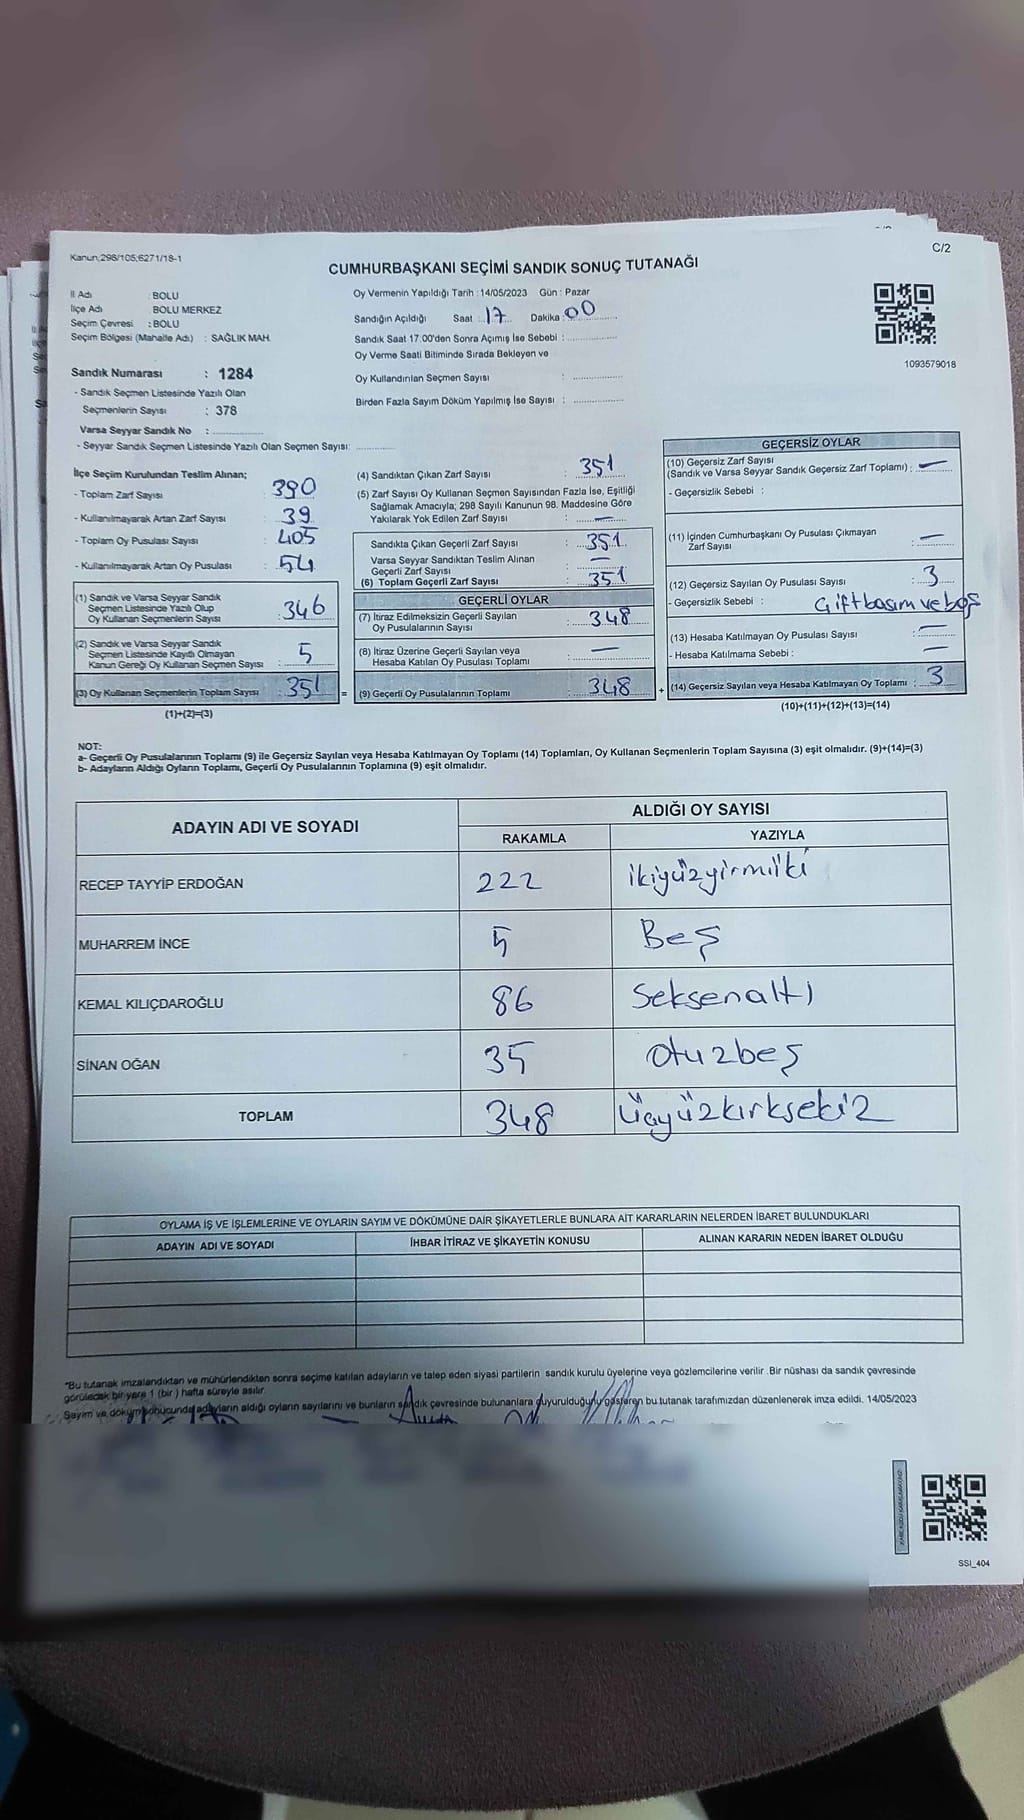 C/2
Kanun;298/105;6271/18-1
CUMHURBAŞKANI SEÇİMİ SANDIK SONUÇ TUTANAĞI
İl Adı : BOLU
İlçe Adı BOLU MERKEZ
Seçim Çevresi : BOLU
Seçim Bölgesi (Mahalle Adı) : SAĞLIK MAH.
Sandık Numarası : 1284
- Sandık Seçmen Listesinde Yazılı Olan
Seçmenlerin Sayısı : 378
Varsa Seyyar Sandık No :
- Seyyar Sandık Seçmen Listesinde Yazılı Olan Seçmen Sayısı:
Oy Vermenin Yapıldığı Tarih : 14/05/2023 Gün : Pazar
Sandığın Açıldığı Saat 17 Dakika 00
Sandık Saat 17.00'den Sonra Açımış İse Sebebi :
Oy Verme Saati Bitiminde Sırada Bekleyen ve
Oy Kullandırılan Seçmen Sayısı :
Birden Fazla Sayım Döküm Yapılmış İse Sayısı :
1093579018
İlçe Seçim Kurulundan Teslim Alınan;
- Toplam Zarf Sayısı 390
- Kullanılmayarak Artan Zarf Sayısı : 39
- Toplam Oy Pusulası Sayısı : 405
- Kullanılmayarak Artan Oy Pusulası : 54
(1) Sandık ve Varsa Seyyar Sandık
Seçmen Listesinde Yazılı Olup
Oy Kullanan Seçmenlerin Sayısı : 346
(2) Sandık ve Varsa Seyyar Sandık
Seçmen Listesinde Kayıtlı Olmayan
Kanun Gereği Oy Kullanan Seçmen Sayısı : 5
(3) Oy Kullanan Seçmenlerin Toplam Sayısı : 351 =
(1)+(2)=(3)
(4) Sandıktan Çıkan Zarf Sayısı : 351
(5) Zarf Sayısı Oy Kullanan Seçmen Sayısından Fazla İse, Eşitliği
Sağlamak Amacıyla; 298 Sayılı Kanunun 98. Maddesine Göre
Yakılarak Yok Edilen Zarf Sayısı : —
Sandıkta Çıkan Geçerli Zarf Sayısı : 351
Varsa Seyyar Sandıktan Teslim Alınan
Geçerli Zarf Sayısı : —
(6) Toplam Geçerli Zarf Sayısı : 351
GEÇERLİ OYLAR
(7) İtiraz Edilmeksizin Geçerli Sayılan
Oy Pusulalarının Sayısı : 348
(8) İtiraz Üzerine Geçerli Sayılan veya
Hesaba Katılan Oy Pusulası Toplamı : —
(9) Geçerli Oy Pusulalarının Toplamı : 348 +
GEÇERSİZ OYLAR
(10) Geçersiz Zarf Sayısı
(Sandık ve Varsa Seyyar Sandık Geçersiz Zarf Toplamı) : —
- Geçersizlik Sebebi :
(11) İçinden Cumhurbaşkanı Oy Pusulası Çıkmayan
Zarf Sayısı : —
(12) Geçersiz Sayılan Oy Pusulası Sayısı : 3
- Geçersizlik Sebebi : Çiftbasım ve boş
(13) Hesaba Katılmayan Oy Pusulası Sayısı : —
- Hesaba Katılmama Sebebi : —
(14) Geçersiz Sayılan veya Hesaba Katılmayan Oy Toplamı : 3
(10)+(11)+(12)+(13)=(14)
NOT:
a- Geçerli Oy Pusulalarının Toplamı (9) ile Geçersiz Sayılan veya Hesaba Katılmayan Oy Toplamı (14) Toplamları, Oy Kullanan Seçmenlerin Toplam Sayısına (3) eşit olmalıdır. (9)+(14)=(3)
b- Adayların Aldığı Oyların Toplamı, Geçerli Oy Pusulalarının Toplamına (9) eşit olmalıdır.
ADAYIN ADI VE SOYADI
ALDIĞI OY SAYISI
RAKAMLA YAZIYLA
RECEP TAYYİP ERDOĞAN 222 ikiyüzyirmiiki
MUHARREM İNCE 5 Beş
KEMAL KILIÇDAROĞLU 86 Seksenaltı
SİNAN OĞAN 35 Otuzbeş
TOPLAM 348 Üçyüzkırksekiz
OYLAMA İŞ VE İŞLEMLERİNE VE OYLARIN SAYIM VE DÖKÜMÜNE DAİR ŞİKAYETLERLE BUNLARA AİT KARARLARIN NELERDEN İBARET BULUNDUKLARI
ADAYIN ADI VE SOYADI İHBAR İTİRAZ VE ŞİKAYETİN KONUSU ALINAN KARARIN NEDEN İBARET OLDUĞU
*Bu tutanak imzalandıktan ve mühürlendikten sonra seçime katılan adayların ve talep eden siyasi partilerin sandık kurulu üyelerine veya gözlemcilerine verilir .Bir nüshası da sandık çevresinde
görülecek bir yere 1 (bir ) hafta süreyle asılır.
Sayım ve döküm sonucunda adayların aldığı oyların sayılarını ve bunların sandık çevresinde bulunanlara duyurulduğunu gösteren bu tutanak tarafımızdan düzenlenerek imza edildi. 14/05/2023
SSI_404